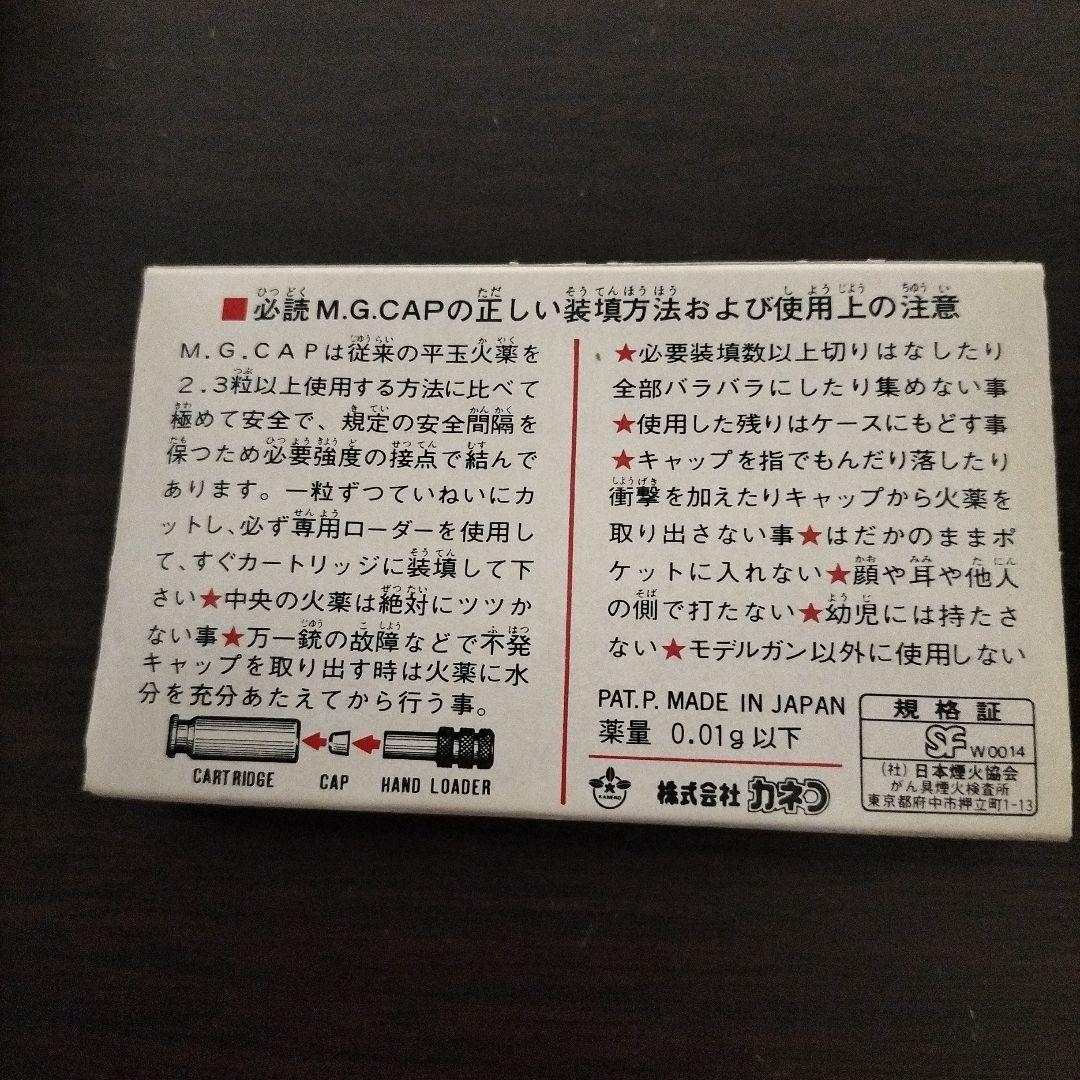 ■必読M.G.CAPの正しい装填方法および使用上の注意
M.G.CAPは従来の平玉火薬を
2.3粒以上使用する方法に比べて
極めて安全で、規定の安全間隔を
保つため必要強度の接点で結んで
あります。一粒ずつていねいにカ
ットし、必ず専用ローダーを使用し
て、すぐカートリッジに装填して下
さい★中央の火薬は絶対にツツか
ない事★万一銃の故障などで不発
キャップを取り出す時は火薬に水
分を充分あたえてから行う事。
CARTRIDGE CAP HAND LOADER
★必要装填数以上切りはなしたり
全部バラバラにしたり集めない事
★使用した残りはケースにもどす事
★キャップを指でもんだり落したり
衝撃を加えたりキャップから火薬を
取り出さない事★はだかのままポ
ケットに入れない★顔や耳や他人
の側で打たない★幼児には持たさ
ない★モデルガン以外に使用しない
PAT.P. MADE IN JAPAN
薬量 0.01g以下
KANEKO
株式会社 カネコ
規格証
SF W0014
(社)日本煙火協会
がん具煙火検査所
東京都府中市押立町1-13